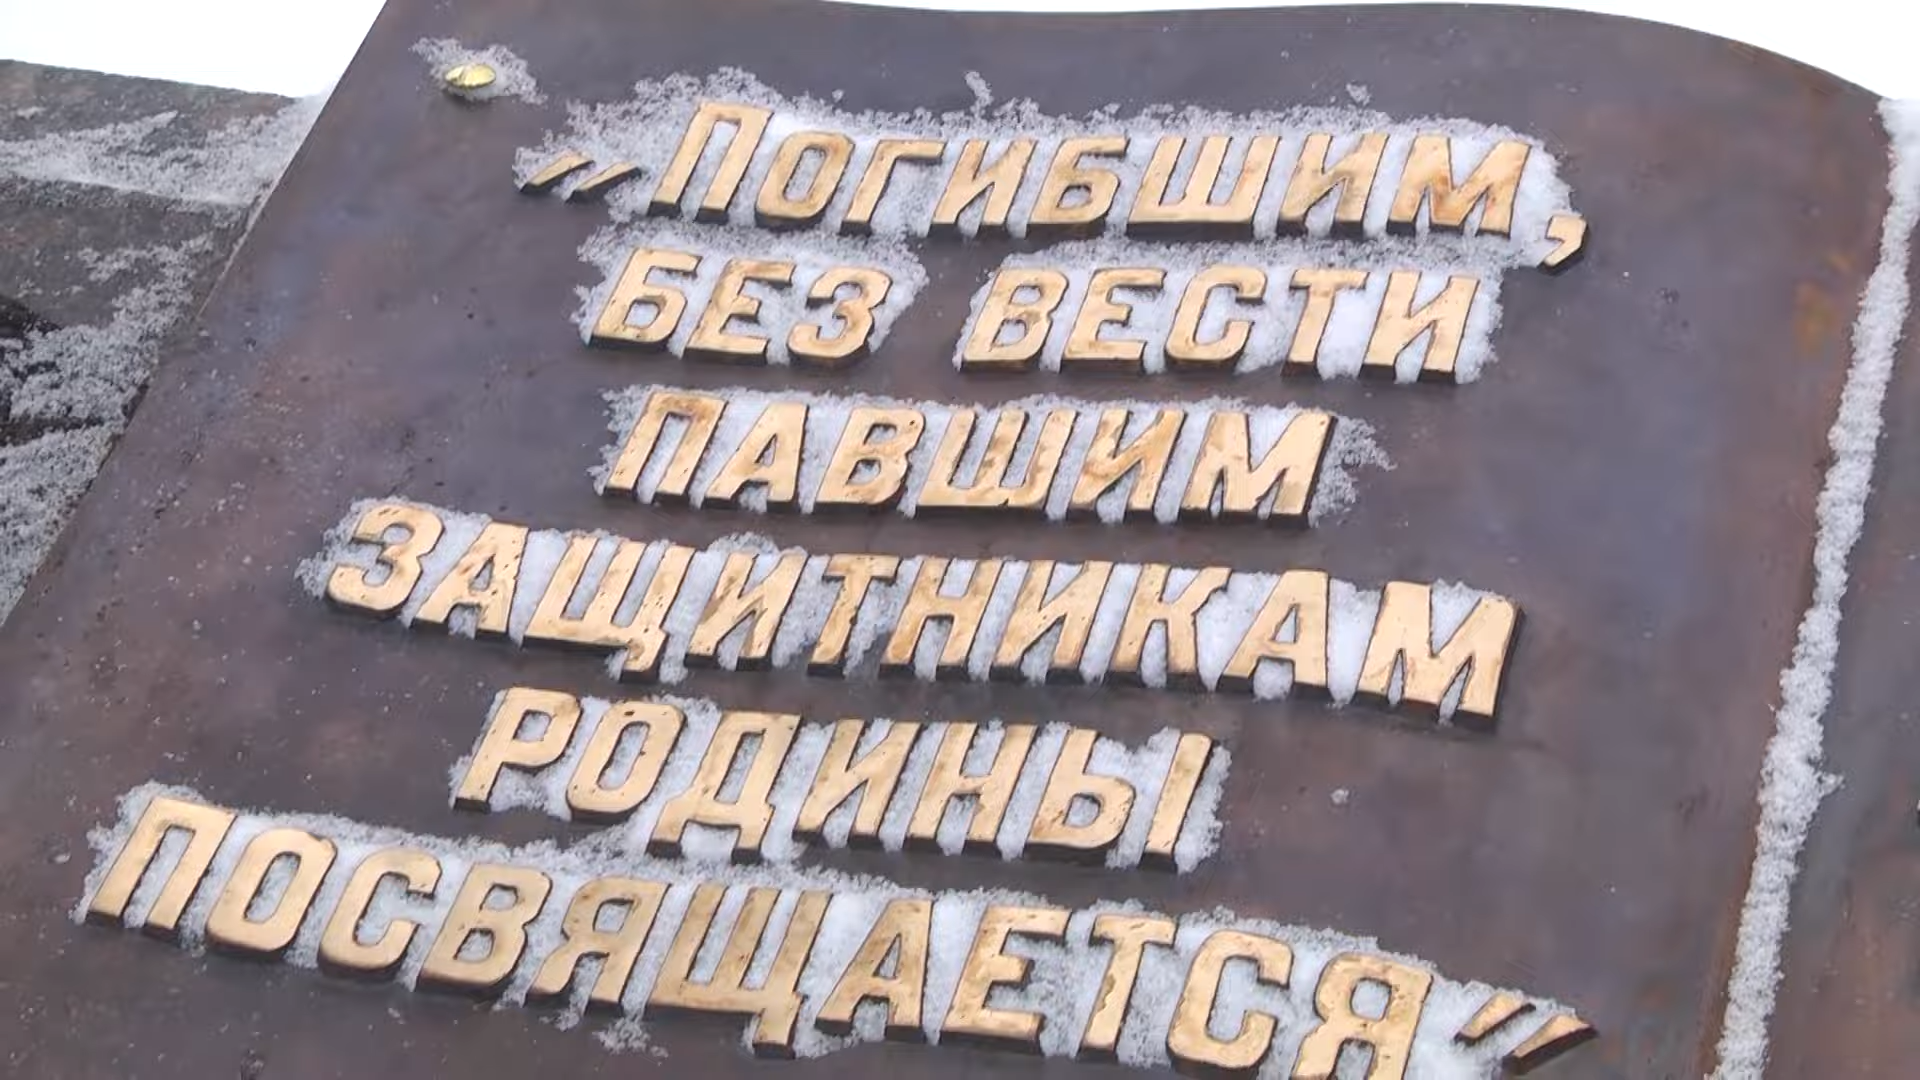 „Погибшим,
БЕЗ ВЕСТИ
ПАВШИМ
ЗАЩИТНИКАМ
РОДИНЫ
ПОСВЯЩАЕТСЯ“